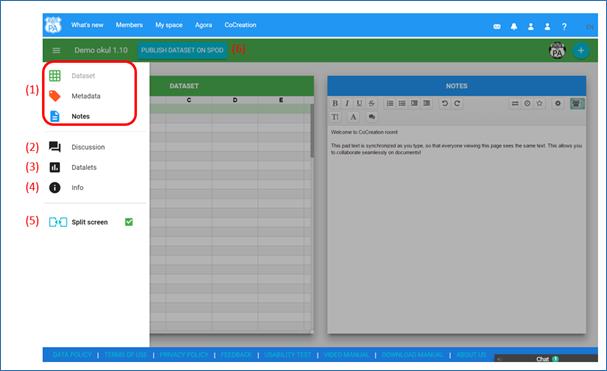 PA What's new Members My space Agora CoCreation ? EN
Demo okul 1.10 PUBLISH DATASET ON SPOD (6) PA +
(1) Dataset
Metadata
Notes
(2) Discussion
(3) Datalets
(4) Info
(5) Split screen
DATASET
C D E
NOTES
B I U S
T! A
Welcome to CoCreation room!
This pad text is synchronized as you type, so that everyone viewing this page sees the same text. This allows you
to collaborate seamlessly on documents!
DATA POLICY | TERMS OF USE | PRIVACY POLICY | FEEDBACK | USABILITY TEST | VIDEO MANUAL | DOWNLOAD MANUAL | ABOUT US
Chat 1